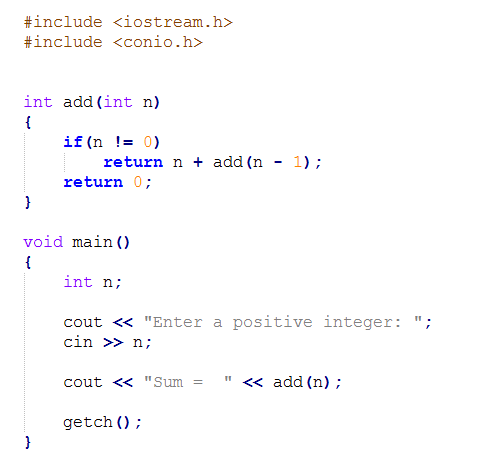 #include <iostream.h>
#include <conio.h>
int add(int n)
{
if(n != 0)
return n + add(n - 1);
return 0;
}
void main()
{
int n;
cout << "Enter a positive integer: ";
cin >> n;
cout << "Sum =  " << add(n);
getch();
}